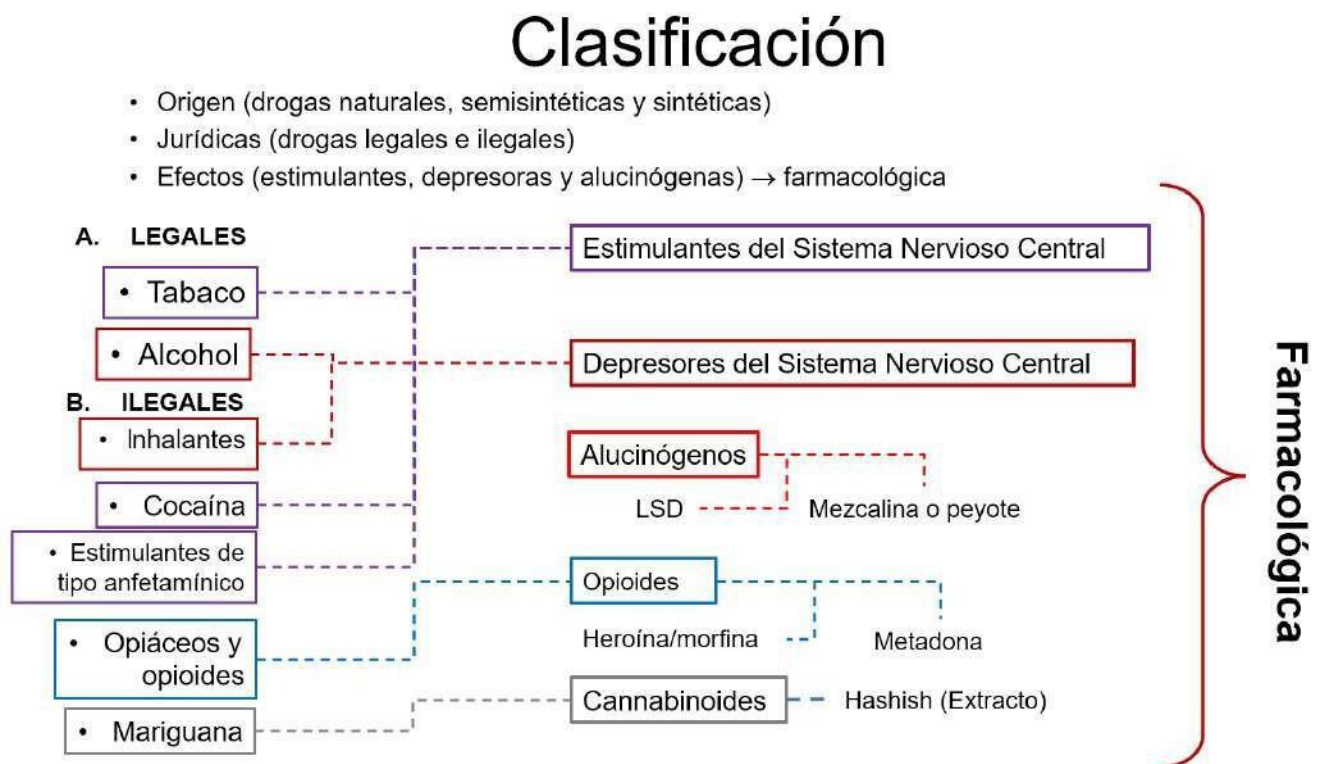 Clasificación
• Origen (drogas naturales, semisintéticas y sintéticas)
• Jurídicas (drogas legales e ilegales)
• Efectos (estimulantes, depresoras y alucinógenas) → farmacológica
A. LEGALES
• Tabaco
• Alcohol
B. ILEGALES
• Inhalantes
• Cocaína
• Estimulantes de
tipo anfetamínico
• Opiáceos y
opioides
• Mariguana
Estimulantes del Sistema Nervioso Central
Depresores del Sistema Nervioso Central
Alucinógenos
LSD
Mezcalina o peyote
Opioides
Heroína/morfina
Metadona
Cannabinoides
Hashish (Extracto)
Farmacológica